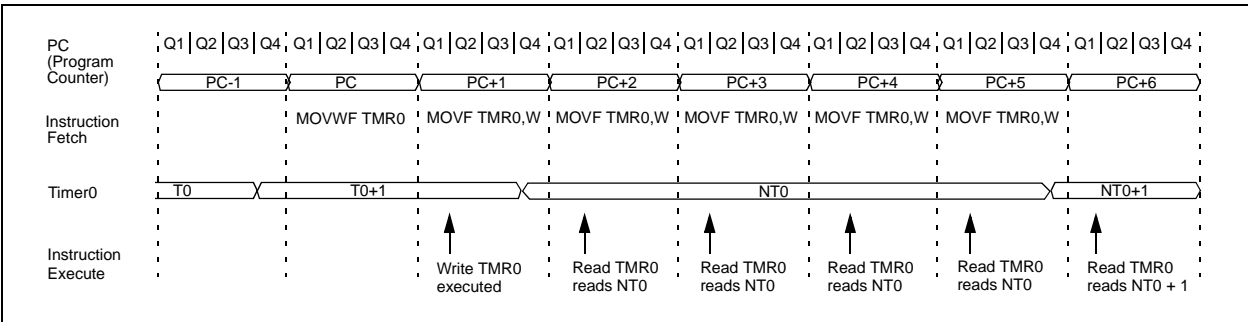 PC (Program Counter)
Q1 Q2 Q3 Q4 Q1 Q2 Q3 Q4 Q1 Q2 Q3 Q4 Q1 Q2 Q3 Q4 Q1 Q2 Q3 Q4 Q1 Q2 Q3 Q4 Q1 Q2 Q3 Q4 Q1 Q2 Q3 Q4
PC-1 PC PC+1 PC+2 PC+3 PC+4 PC+5 PC+6
Instruction Fetch
MOVWF TMR0 MOVF TMR0,W MOVF TMR0,W MOVF TMR0,W MOVF TMR0,W MOVF TMR0,W
Timer0
T0 T0+1 NT0 NT0+1
Instruction Execute
Write TMR0 executed
Read TMR0 reads NT0
Read TMR0 reads NT0
Read TMR0 reads NT0
Read TMR0 reads NT0
Read TMR0 reads NT0 + 1